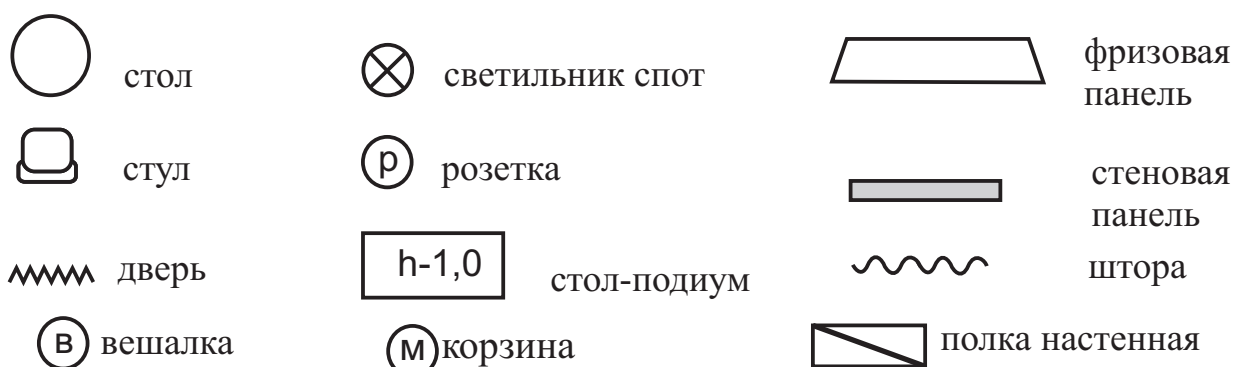 стол
светильник спот
фризовая
панель
стул
р розетка
стеновая
панель
дверь
h-1,0 стол-подиум
штора
в вешалка
м корзина
полка настенная